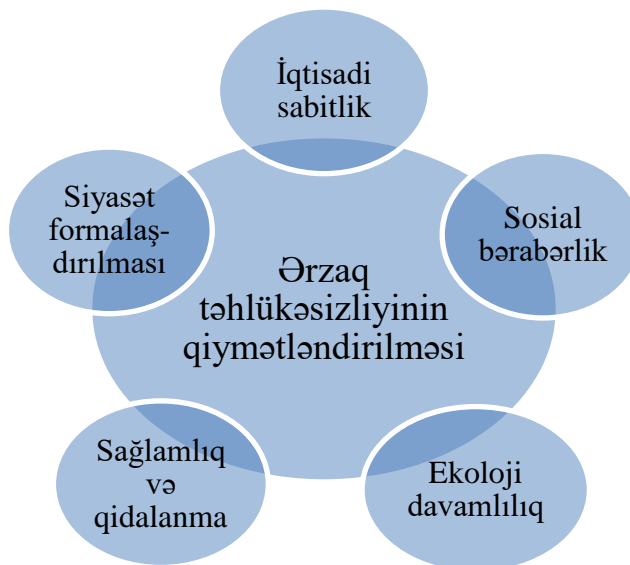 İqtisadi
sabitlik
Sosial
bərabərlik
Ekoloji
davamlılıq
Sağlamlıq
və
qidalanma
Siyasət
formalaş-
dırılması
Ərzaq
təhlükəsizliyinin
qiymətləndirilməsi